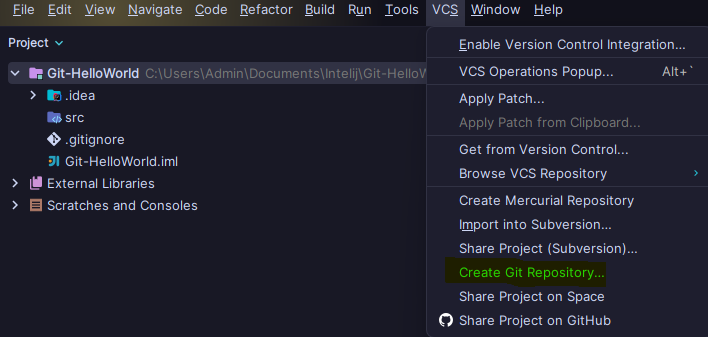 File Edit View Navigate Code Refactor Build Run Tools VCS Window Help
Project
Git-HelloWorld C:\Users\Admin\Documents\Intelij\Git-HelloW
.idea
src
.gitignore
Git-HelloWorld.iml
External Libraries
Scratches and Consoles
Enable Version Control Integration...
VCS Operations Popup... Alt+`
Apply Patch...
Apply Patch from Clipboard...
Get from Version Control...
Browse VCS Repository
Create Mercurial Repository
Import into Subversion...
Share Project (Subversion)...
Create Git Repository...
Share Project on Space
Share Project on GitHub